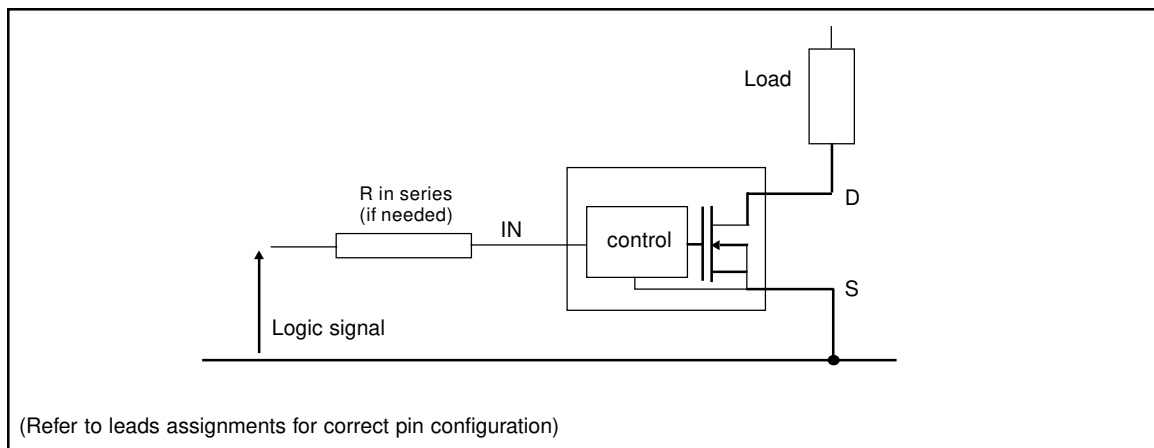 Load
R in series
(if needed)
IN
D
control
S
Logic signal
(Refer to leads assignments for correct pin configuration)